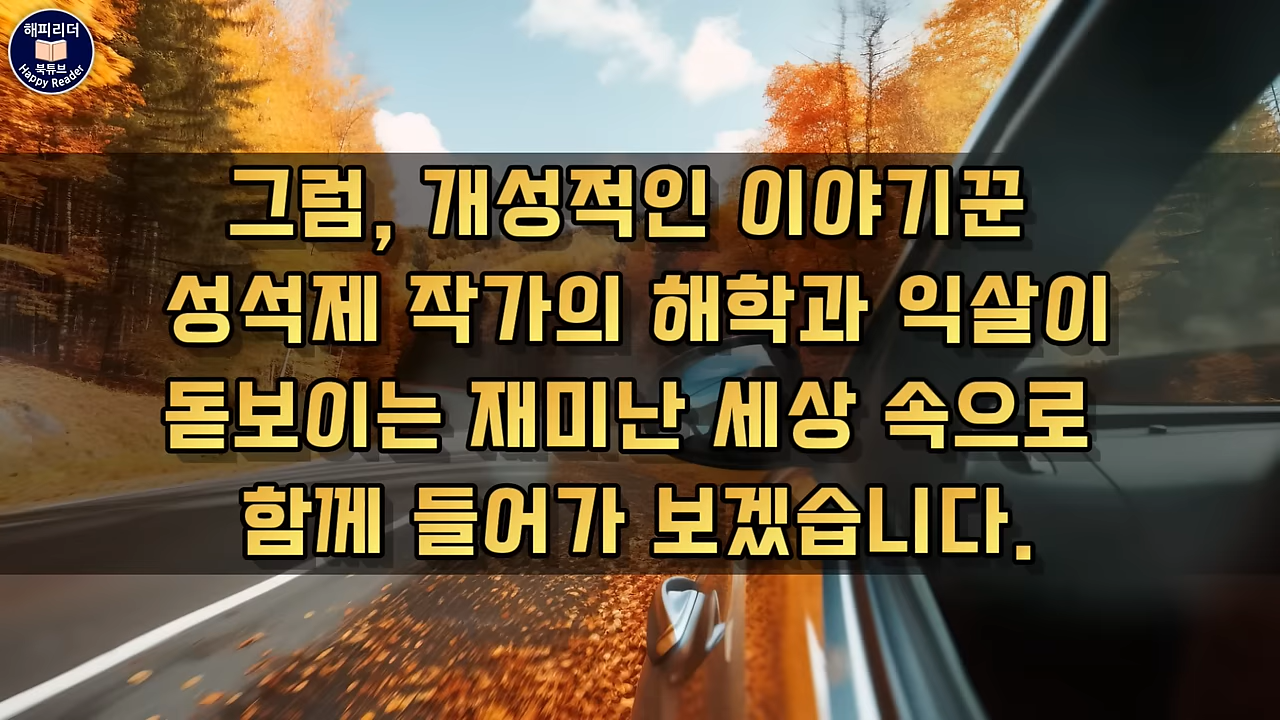 해피리더
북튜브
Happy Reader
그럼, 개성적인 이야기꾼
성석제 작가의 해학과 익살이
돋보이는 재미난 세상 속으로
함께 들어가 보겠습니다.